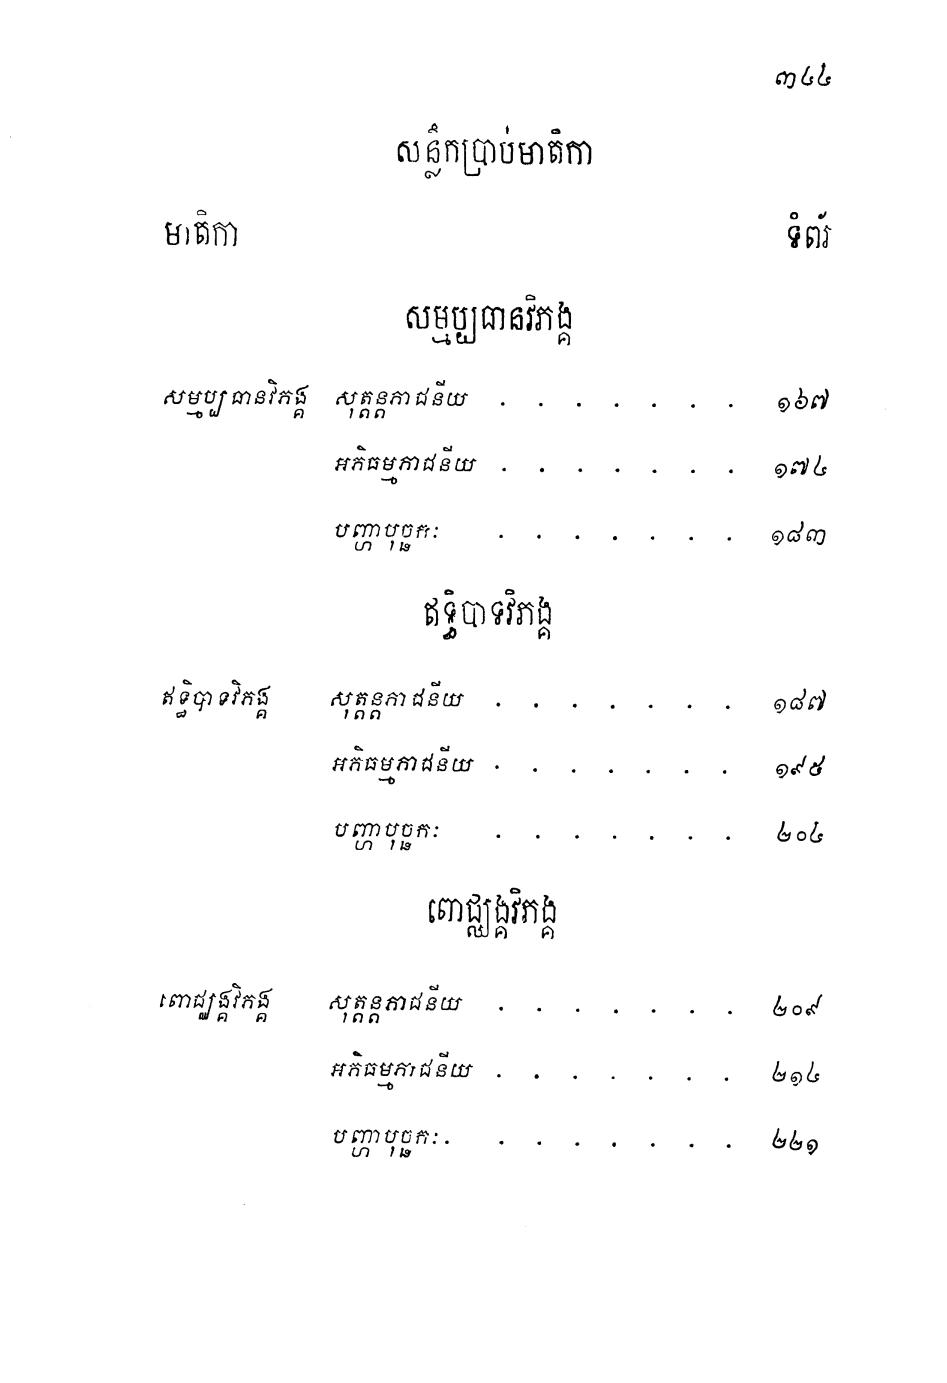 ៣៤៤
សន្លឹកប្រាប់មាតិកា
មាតិកា ទំព័រ
សម្មប្បធានវិភង្គ
សម្មប្បធានវិភង្គ សុត្តន្តភាជនីយ . . . . . . . ១៦៧
អភិធម្មភាជនីយ . . . . . . . ១៧៤
បញ្ហាបុច្ឆកៈ . . . . . . . ១៨៣
ឥទ្ធិបាទវិភង្គ
ឥទ្ធិបាទវិភង្គ សុត្តន្តភាជនីយ . . . . . . . ១៨៧
អភិធម្មភាជនីយ . . . . . . . ១៩៥
បញ្ហាបុច្ឆកៈ . . . . . . . ២០៤
ពោជ្ឈង្គវិភង្គ
ពោជ្ឈង្គវិភង្គ សុត្តន្តភាជនីយ . . . . . . . ២០៩
អភិធម្មភាជនីយ . . . . . . . ២១៤
បញ្ហាបុច្ឆកៈ . . . . . . . . ២២១